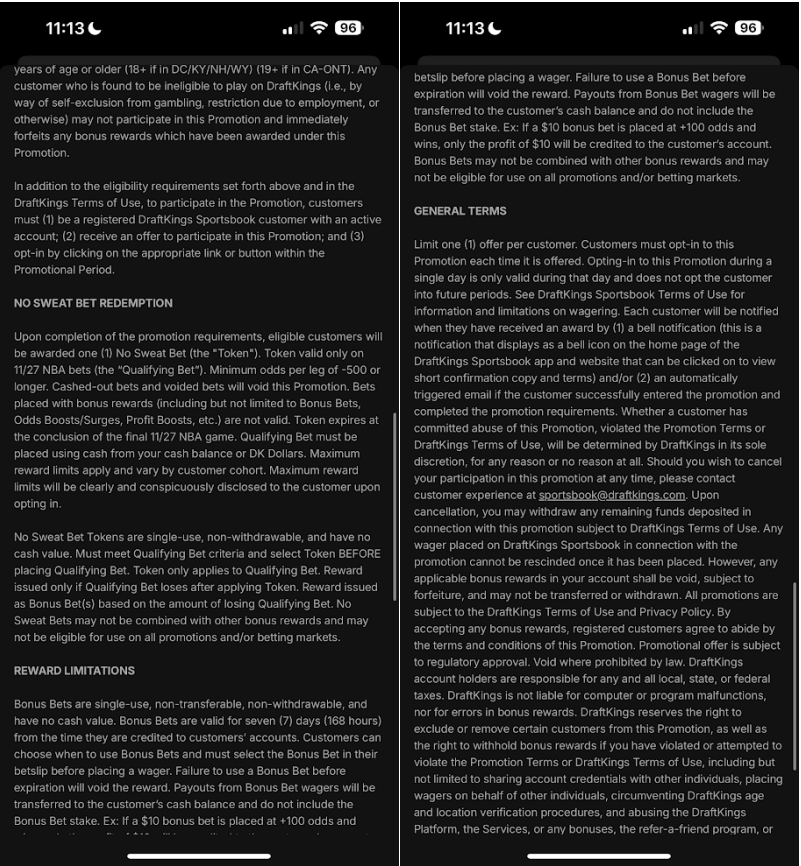 11:13
96
years of age or older (18+ if in DC/KY/NH/WY) (19+ if in CA-ONT). Any
customer who is found to be ineligible to play on DraftKings (i.e., by
way of self-exclusion from gambling, restriction due to employment, or
otherwise) may not participate in this Promotion and immediately
forfeits any bonus rewards which have been awarded under this
Promotion.
In addition to the eligibility requirements set forth above and in the
DraftKings Terms of Use, to participate in the Promotion, customers
must (1) be a registered DraftKings Sportsbook customer with an active
account; (2) receive an offer to participate in this Promotion; and (3)
opt-in by clicking on the appropriate link or button within the
Promotional Period.
NO SWEAT BET REDEMPTION
Upon completion of the promotion requirements, eligible customers will
be awarded one (1) No Sweat Bet (the "Token"). Token valid only on
11/27 NBA bets (the “Qualifying Bet”). Minimum odds per leg of -500 or
longer. Cashed-out bets and voided bets will void this Promotion. Bets
placed with bonus rewards (including but not limited to Bonus Bets,
Odds Boosts/Surges, Profit Boosts, etc.) are not valid. Token expires at
the conclusion of the final 11/27 NBA game. Qualifying Bet must be
placed using cash from your cash balance or DK Dollars. Maximum
reward limits apply and vary by customer cohort. Maximum reward
limits will be clearly and conspicuously disclosed to the customer upon
opting in.
No Sweat Bet Tokens are single-use, non-withdrawable, and have no
cash value. Must meet Qualifying Bet criteria and select Token BEFORE
placing Qualifying Bet. Token only applies to Qualifying Bet. Reward
issued only if Qualifying Bet loses after applying Token. Reward issued
as Bonus Bet(s) based on the amount of losing Qualifying Bet. No
Sweat Bets may not be combined with other bonus rewards and may
not be eligible for use on all promotions and/or betting markets.
REWARD LIMITATIONS
Bonus Bets are single-use, non-transferable, non-withdrawable, and
have no cash value. Bonus Bets are valid for seven (7) days (168 hours)
from the time they are credited to customers’ accounts. Customers can
choose when to use Bonus Bets and must select the Bonus Bet in their
betslip before placing a wager. Failure to use a Bonus Bet before
expiration will void the reward. Payouts from Bonus Bet wagers will be
transferred to the customer’s cash balance and do not include the
Bonus Bet stake. Ex: If a $10 bonus bet is placed at +100 odds and
11:13
96
betslip before placing a wager. Failure to use a Bonus Bet before
expiration will void the reward. Payouts from Bonus Bet wagers will be
transferred to the customer’s cash balance and do not include the
Bonus Bet stake. Ex: If a $10 bonus bet is placed at +100 odds and
wins, only the profit of $10 will be credited to the customer’s account.
Bonus Bets may not be combined with other bonus rewards and may
not be eligible for use on all promotions and/or betting markets.
GENERAL TERMS
Limit one (1) offer per customer. Customers must opt-in to this
Promotion each time it is offered. Opting-in to this Promotion during a
single day is only valid during that day and does not opt the customer
into future periods. See DraftKings Sportsbook Terms of Use for
information and limitations on wagering. Each customer will be notified
when they have received an award by (1) a bell notification (this is a
notification that displays as a bell icon on the home page of the
DraftKings Sportsbook app and website that can be clicked on to view
short confirmation copy and terms) and/or (2) an automatically
triggered email if the customer successfully entered the promotion and
completed the promotion requirements. Whether a customer has
committed abuse of this Promotion, violated the Promotion Terms or
DraftKings Terms of Use, will be determined by DraftKings in its sole
discretion, for any reason or no reason at all. Should you wish to cancel
your participation in this promotion at any time, please contact
customer experience at sportsbook@draftkings.com. Upon
cancellation, you may withdraw any remaining funds deposited in
connection with this promotion subject to DraftKings Terms of Use. Any
wager placed on DraftKings Sportsbook in connection with the
promotion cannot be rescinded once it has been placed. However, any
applicable bonus rewards in your account shall be void, subject to
forfeiture, and may not be transferred or withdrawn. All promotions are
subject to the DraftKings Terms of Use and Privacy Policy. By
accepting any bonus rewards, registered customers agree to abide by
the terms and conditions of this Promotion. Promotional offer is subject
to regulatory approval. Void where prohibited by law. DraftKings
account holders are responsible for any and all local, state, or federal
taxes. DraftKings is not liable for computer or program malfunctions,
nor for errors in bonus rewards. DraftKings reserves the right to
exclude or remove certain customers from this Promotion, as well as
the right to withhold bonus rewards if you have violated or attempted to
violate the Promotion Terms or DraftKings Terms of Use, including but
not limited to sharing account credentials with other individuals, placing
wagers on behalf of other individuals, circumventing DraftKings age
and location verification procedures, and abusing the DraftKings
Platform, the Services, or any bonuses, the refer-a-friend program, or